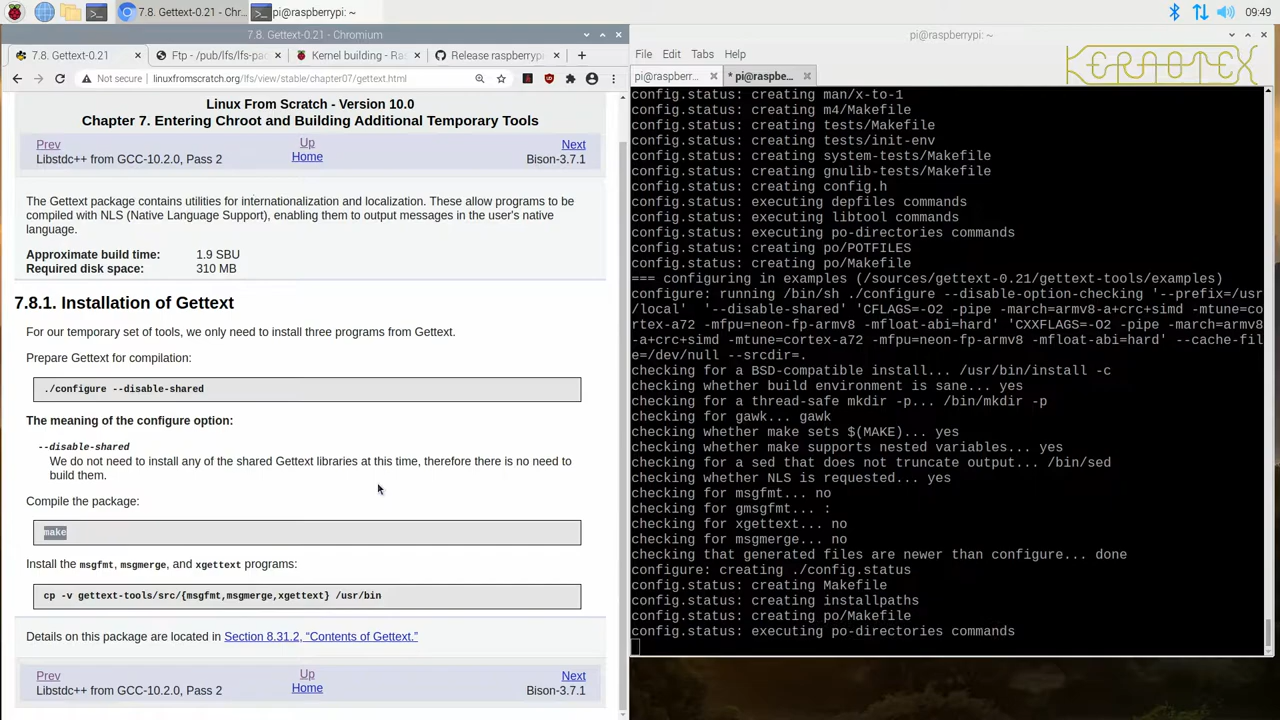 7.8. Gettext-0.21 - Chr...
pi@raspberrypi: ~
09:49
7.8. Gettext-0.21 - Chromium
pi@raspberrypi: ~
7.8. Gettext-0.21
Ftp - /pub/lfs/lfs-pac
Kernel building - Rasp
Release raspberrypi
Not secure | linuxfromscratch.org/lfs/view/stable/chapter07/gettext.html
File Edit Tabs Help
KERAOTEX
pi@raspberr...
* pi@raspbe...
Linux From Scratch - Version 10.0
Chapter 7. Entering Chroot and Building Additional Temporary Tools
Prev Up Next
Libstdc++ from GCC-10.2.0, Pass 2 Home Bison-3.7.1
The Gettext package contains utilities for internationalization and localization. These allow programs to be
compiled with NLS (Native Language Support), enabling them to output messages in the user's native
language.
Approximate build time: 1.9 SBU
Required disk space: 310 MB
7.8.1. Installation of Gettext
For our temporary set of tools, we only need to install three programs from Gettext.
Prepare Gettext for compilation:
./configure --disable-shared
The meaning of the configure option:
--disable-shared
We do not need to install any of the shared Gettext libraries at this time, therefore there is no need to
build them.
Compile the package:
make
Install the msgfmt, msgmerge, and xgettext programs:
cp -v gettext-tools/src/{msgfmt,msgmerge,xgettext} /usr/bin
Details on this package are located in Section 8.31.2, “Contents of Gettext.”
Prev Up Next
Libstdc++ from GCC-10.2.0, Pass 2 Home Bison-3.7.1
config.status: creating man/x-to-1
config.status: creating m4/Makefile
config.status: creating tests/Makefile
config.status: creating tests/init-env
config.status: creating system-tests/Makefile
config.status: creating gnulib-tests/Makefile
config.status: creating config.h
config.status: executing depfiles commands
config.status: executing libtool commands
config.status: executing po-directories commands
config.status: creating po/POTFILES
config.status: creating po/Makefile
=== configuring in examples (/sources/gettext-0.21/gettext-tools/examples)
configure: running /bin/sh ./configure --disable-option-checking '--prefix=/usr
/local'  '--disable-shared' 'CFLAGS=-O2 -pipe -march=armv8-a+crc+simd -mtune=co
rtex-a72 -mfpu=neon-fp-armv8 -mfloat-abi=hard' 'CXXFLAGS=-O2 -pipe -march=armv8
-a+crc+simd -mtune=cortex-a72 -mfpu=neon-fp-armv8 -mfloat-abi=hard' --cache-fil
e=/dev/null --srcdir=.
checking for a BSD-compatible install... /usr/bin/install -c
checking whether build environment is sane... yes
checking for a thread-safe mkdir -p... /bin/mkdir -p
checking for gawk... gawk
checking whether make sets $(MAKE)... yes
checking whether make supports nested variables... yes
checking for a sed that does not truncate output... /bin/sed
checking whether NLS is requested... yes
checking for msgfmt... no
checking for gmsgfmt... :
checking for xgettext... no
checking for msgmerge... no
checking that generated files are newer than configure... done
configure: creating ./config.status
config.status: creating Makefile
config.status: creating installpaths
config.status: creating po/Makefile
config.status: executing po-directories commands